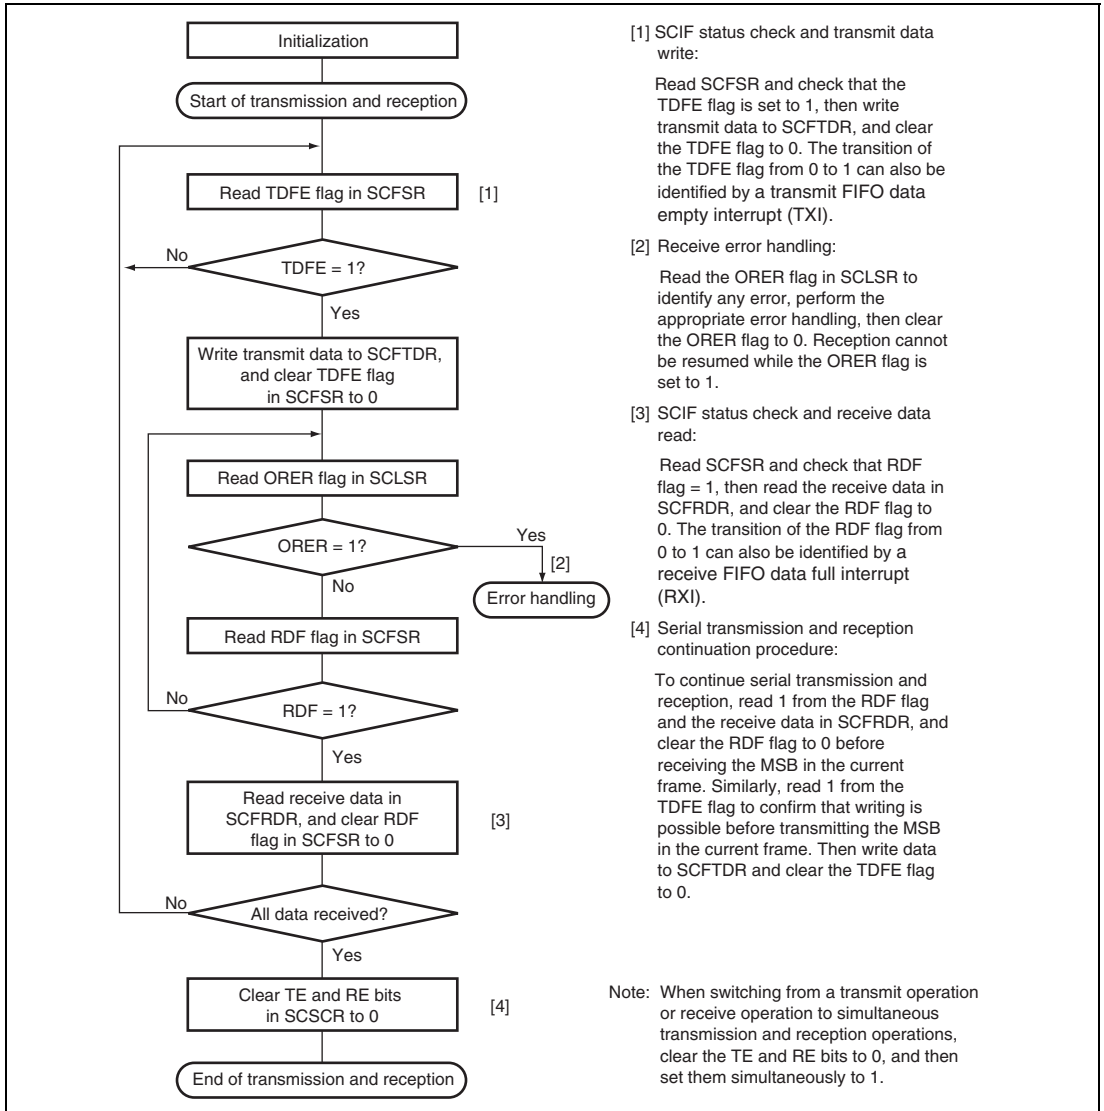 Initialization
Start of transmission and reception
Read TDFE flag in SCFSR
[1]
No
TDFE = 1?
Yes
Write transmit data to SCFTDR,
and clear TDFE flag
in SCFSR to 0
Read ORER flag in SCLSR
ORER = 1?
Yes
[2]
Error handling
No
Read RDF flag in SCFSR
No
RDF = 1?
Yes
Read receive data in
SCFRDR, and clear RDF
flag in SCFSR to 0
[3]
No
All data received?
Yes
Clear TE and RE bits
in SCSCR to 0
[4]
End of transmission and reception
[1] SCIF status check and transmit data
write:
Read SCFSR and check that the
TDFE flag is set to 1, then write
transmit data to SCFTDR, and clear
the TDFE flag to 0. The transition of
the TDFE flag from 0 to 1 can also be
identified by a transmit FIFO data
empty interrupt (TXI).
[2] Receive error handling:
Read the ORER flag in SCLSR to
identify any error, perform the
appropriate error handling, then clear
the ORER flag to 0. Reception cannot
be resumed while the ORER flag is
set to 1.
[3] SCIF status check and receive data
read:
Read SCFSR and check that RDF
flag = 1, then read the receive data in
SCFRDR, and clear the RDF flag to
0. The transition of the RDF flag from
0 to 1 can also be identified by a
receive FIFO data full interrupt
(RXI).
[4] Serial transmission and reception
continuation procedure:
To continue serial transmission and
reception, read 1 from the RDF flag
and the receive data in SCFRDR, and
clear the RDF flag to 0 before
receiving the MSB in the current
frame. Similarly, read 1 from the
TDFE flag to confirm that writing is
possible before transmitting the MSB
in the current frame. Then write data
to SCFTDR and clear the TDFE flag
to 0.
Note: When switching from a transmit operation
or receive operation to simultaneous
transmission and reception operations,
clear the TE and RE bits to 0, and then
set them simultaneously to 1.